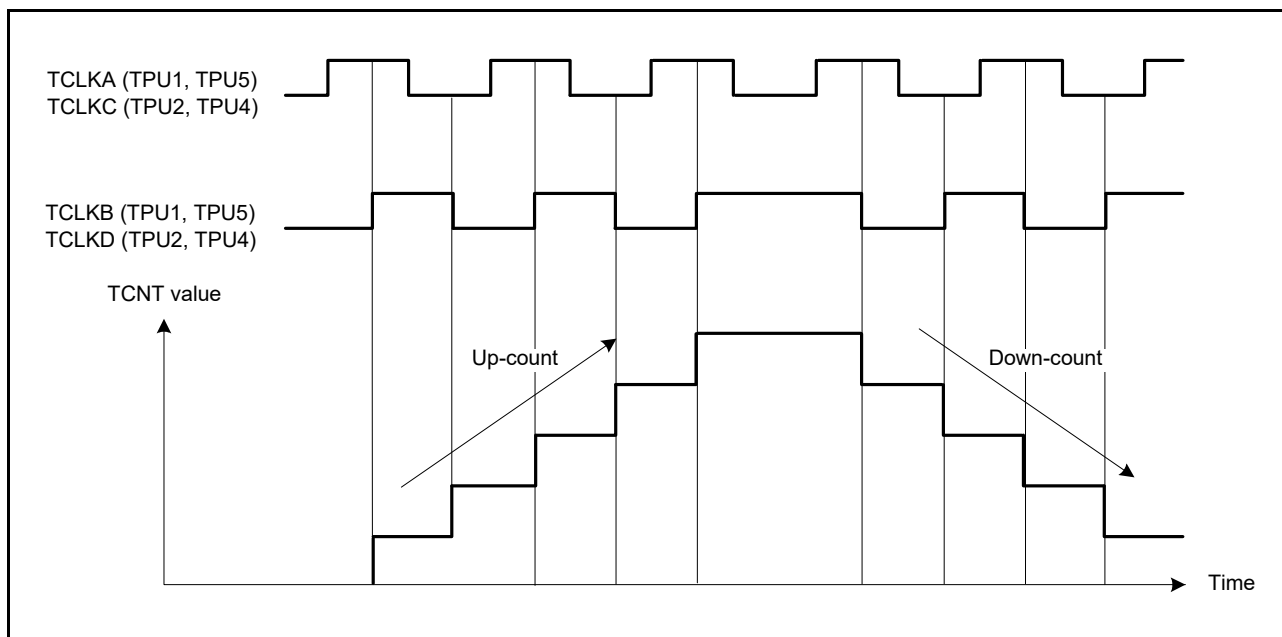 TCLKA (TPU1, TPU5)
TCLKC (TPU2, TPU4)
TCLKB (TPU1, TPU5)
TCLKD (TPU2, TPU4)
TCNT value
Up-count
Down-count
Time